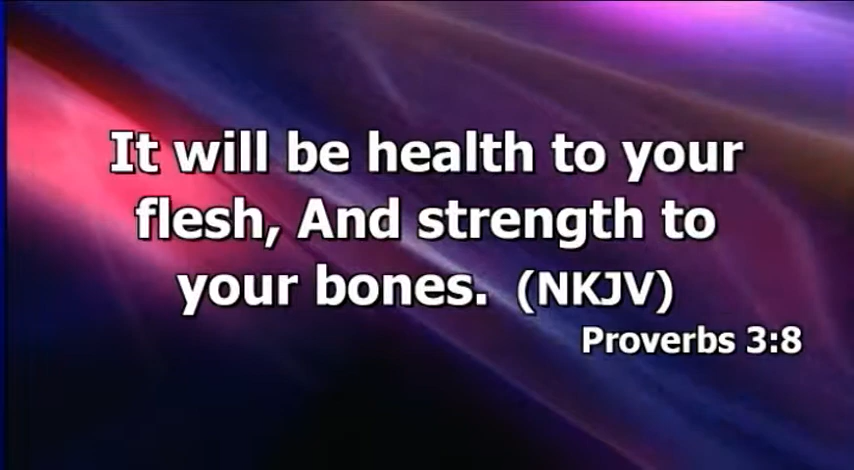 It will be health to your
flesh, And strength to
your bones. (NKJV)
Proverbs 3:8